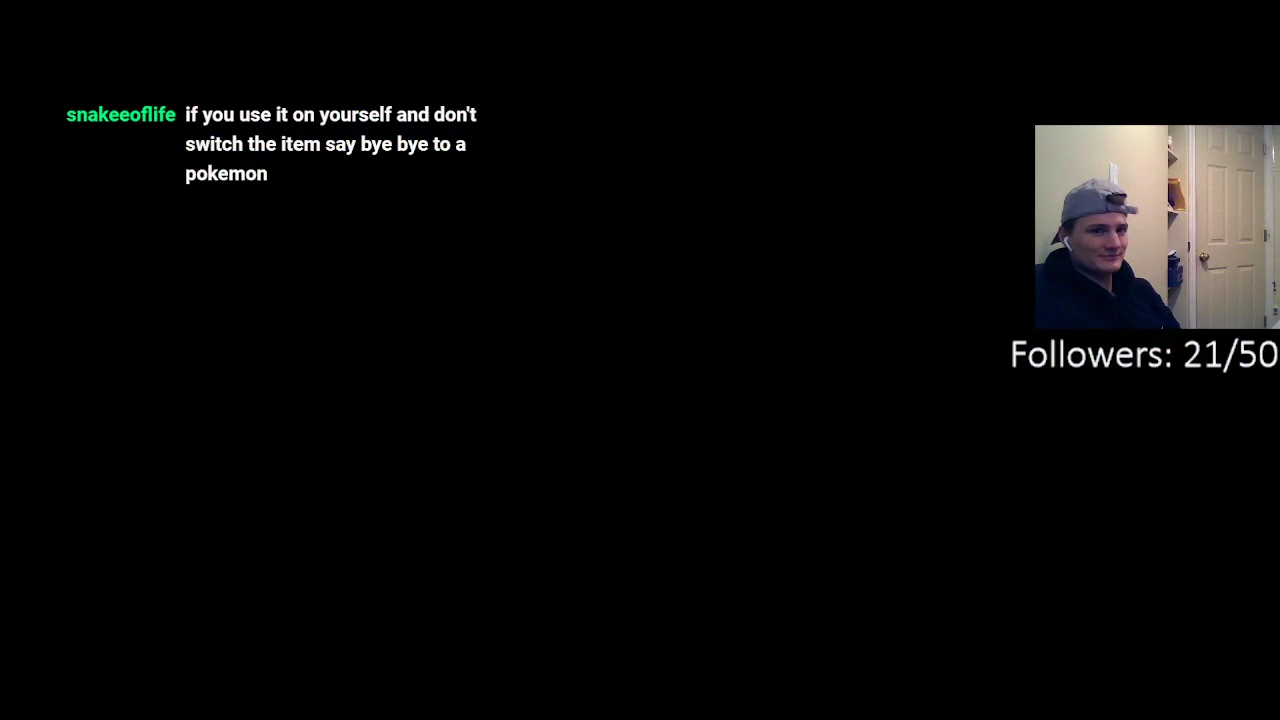 snakeeoflife if you use it on yourself and don't
switch the item say bye bye to a
pokemon
Followers: 21/50